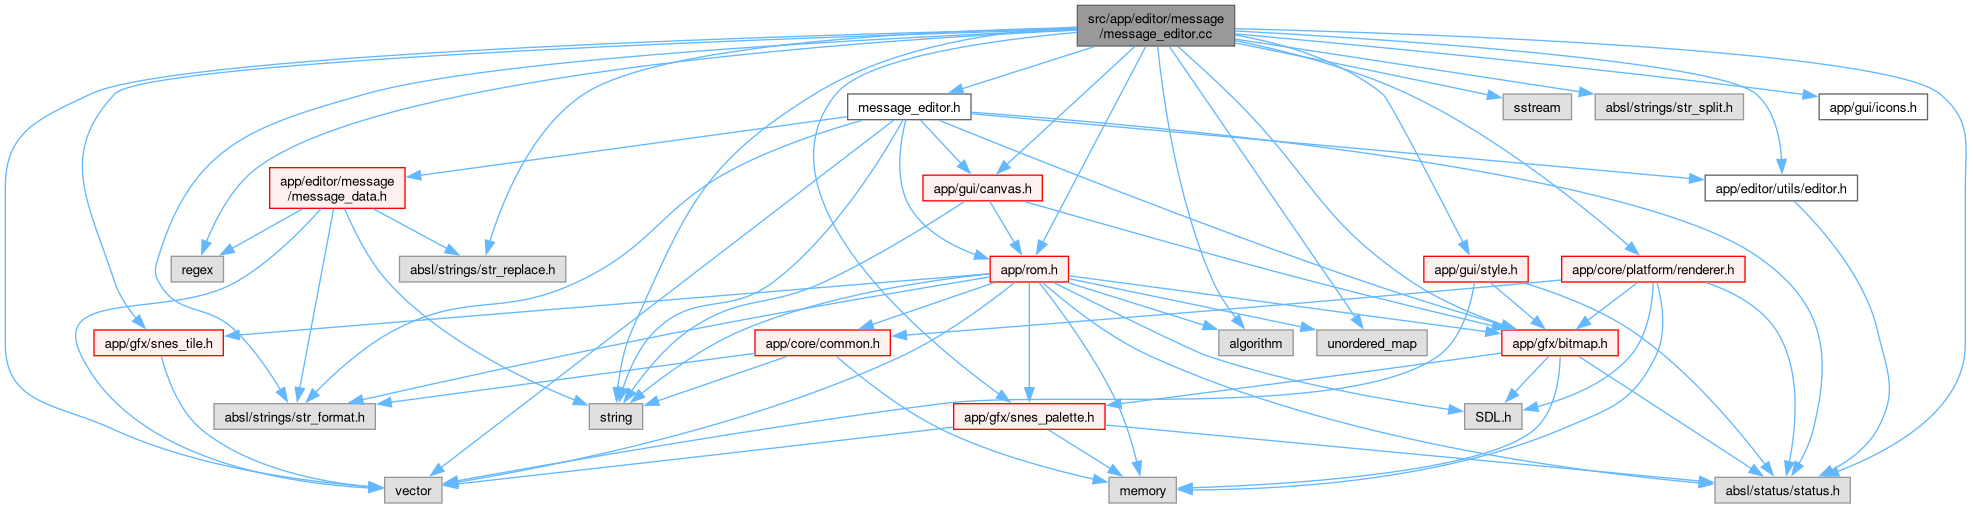 src/app/editor/message
/message_editor.cc
message_editor.h
sstream
absl/strings/str_split.h
app/gui/icons.h
app/editor/message
/message_data.h
app/gui/canvas.h
app/editor/utils/editor.h
regex
absl/strings/str_replace.h
app/rom.h
app/gui/style.h
app/core/platform/renderer.h
app/gfx/snes_tile.h
app/core/common.h
algorithm
unordered_map
app/gfx/bitmap.h
absl/strings/str_format.h
string
app/gfx/snes_palette.h
SDL.h
vector
memory
absl/status/status.h